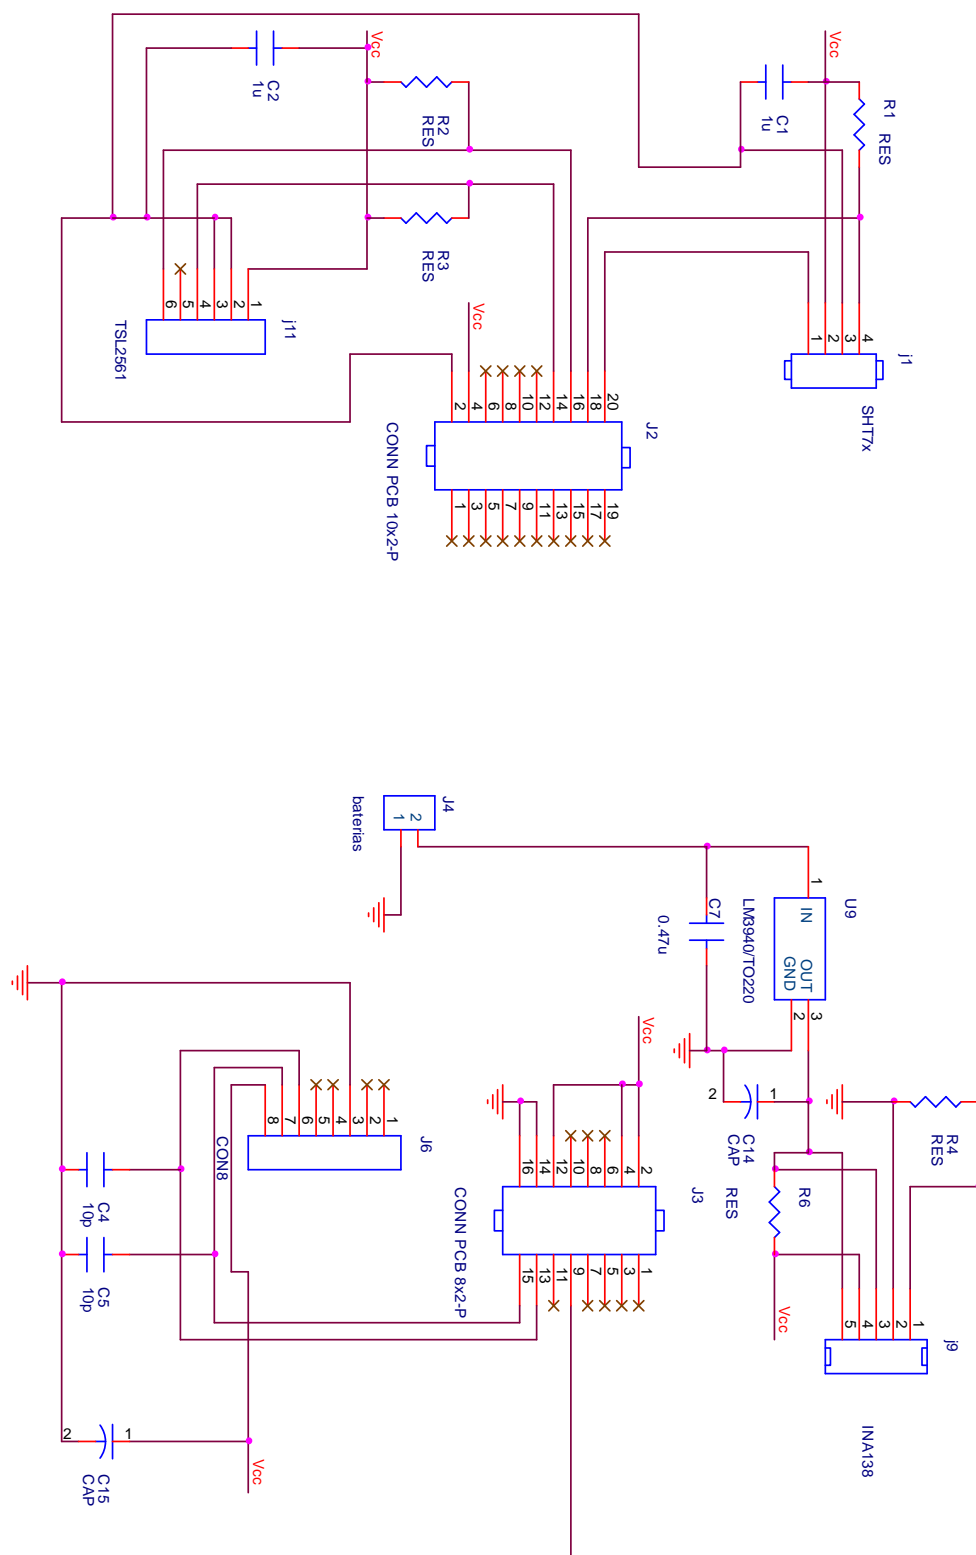 Vcc
C2
1u
R2
RES
R3
RES
Vcc
C1
1u
R1
RES
Vcc
j11
TSL2561
1
2
3
4
5
6
j1
SHT7x
1
2
3
4
J2
CONN PCB 10x2-P
2
4
6
8
10
12
14
16
18
20
1
3
5
7
9
11
13
15
17
19
J4
baterias
1
2
C7
0.47u
U9
LM3940/TO220
IN
OUT
GND
1
2
3
C14
CAP
1
2
R4
RES
R6
RES
Vcc
j9
INA138
1
2
3
4
5
Vcc
J3
CONN PCB 8x2-P
2
4
6
8
10
12
14
16
1
3
5
7
9
11
13
15
J6
CON8
1
2
3
4
5
6
7
8
C4
10p
C5
10p
C15
CAP
1
2
Vcc